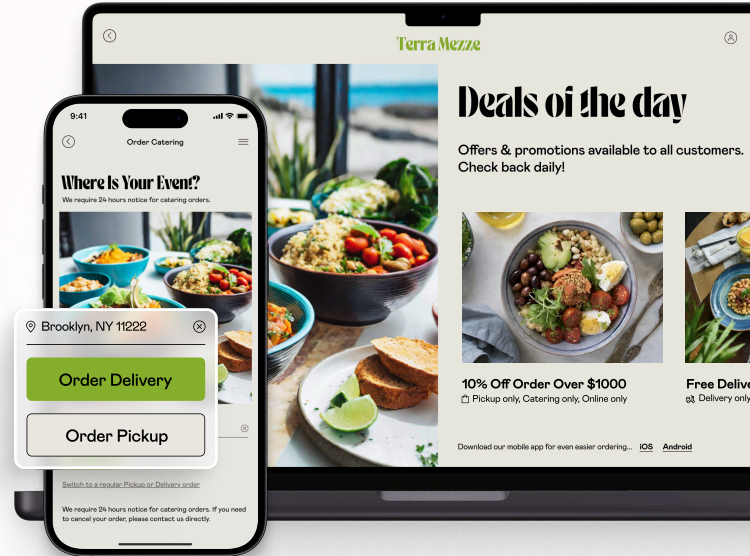 Terra Mezze
Deals of the day
Offers & promotions available to all customers.
Check back daily!
10% Off Order Over $1000
Pickup only, Catering only, Online only
Free Delive
Delivery only
Download our mobile app for even easier ordering... iOS Android
9:41
Order Catering
Where Is Your Event?
We require 24 hours notice for catering orders.
Brooklyn, NY 11222
Order Delivery
Order Pickup
Switch to a regular Pickup or Delivery order
We require 24 hours notice for catering orders. If you need
to cancel your order, please contact us directly.